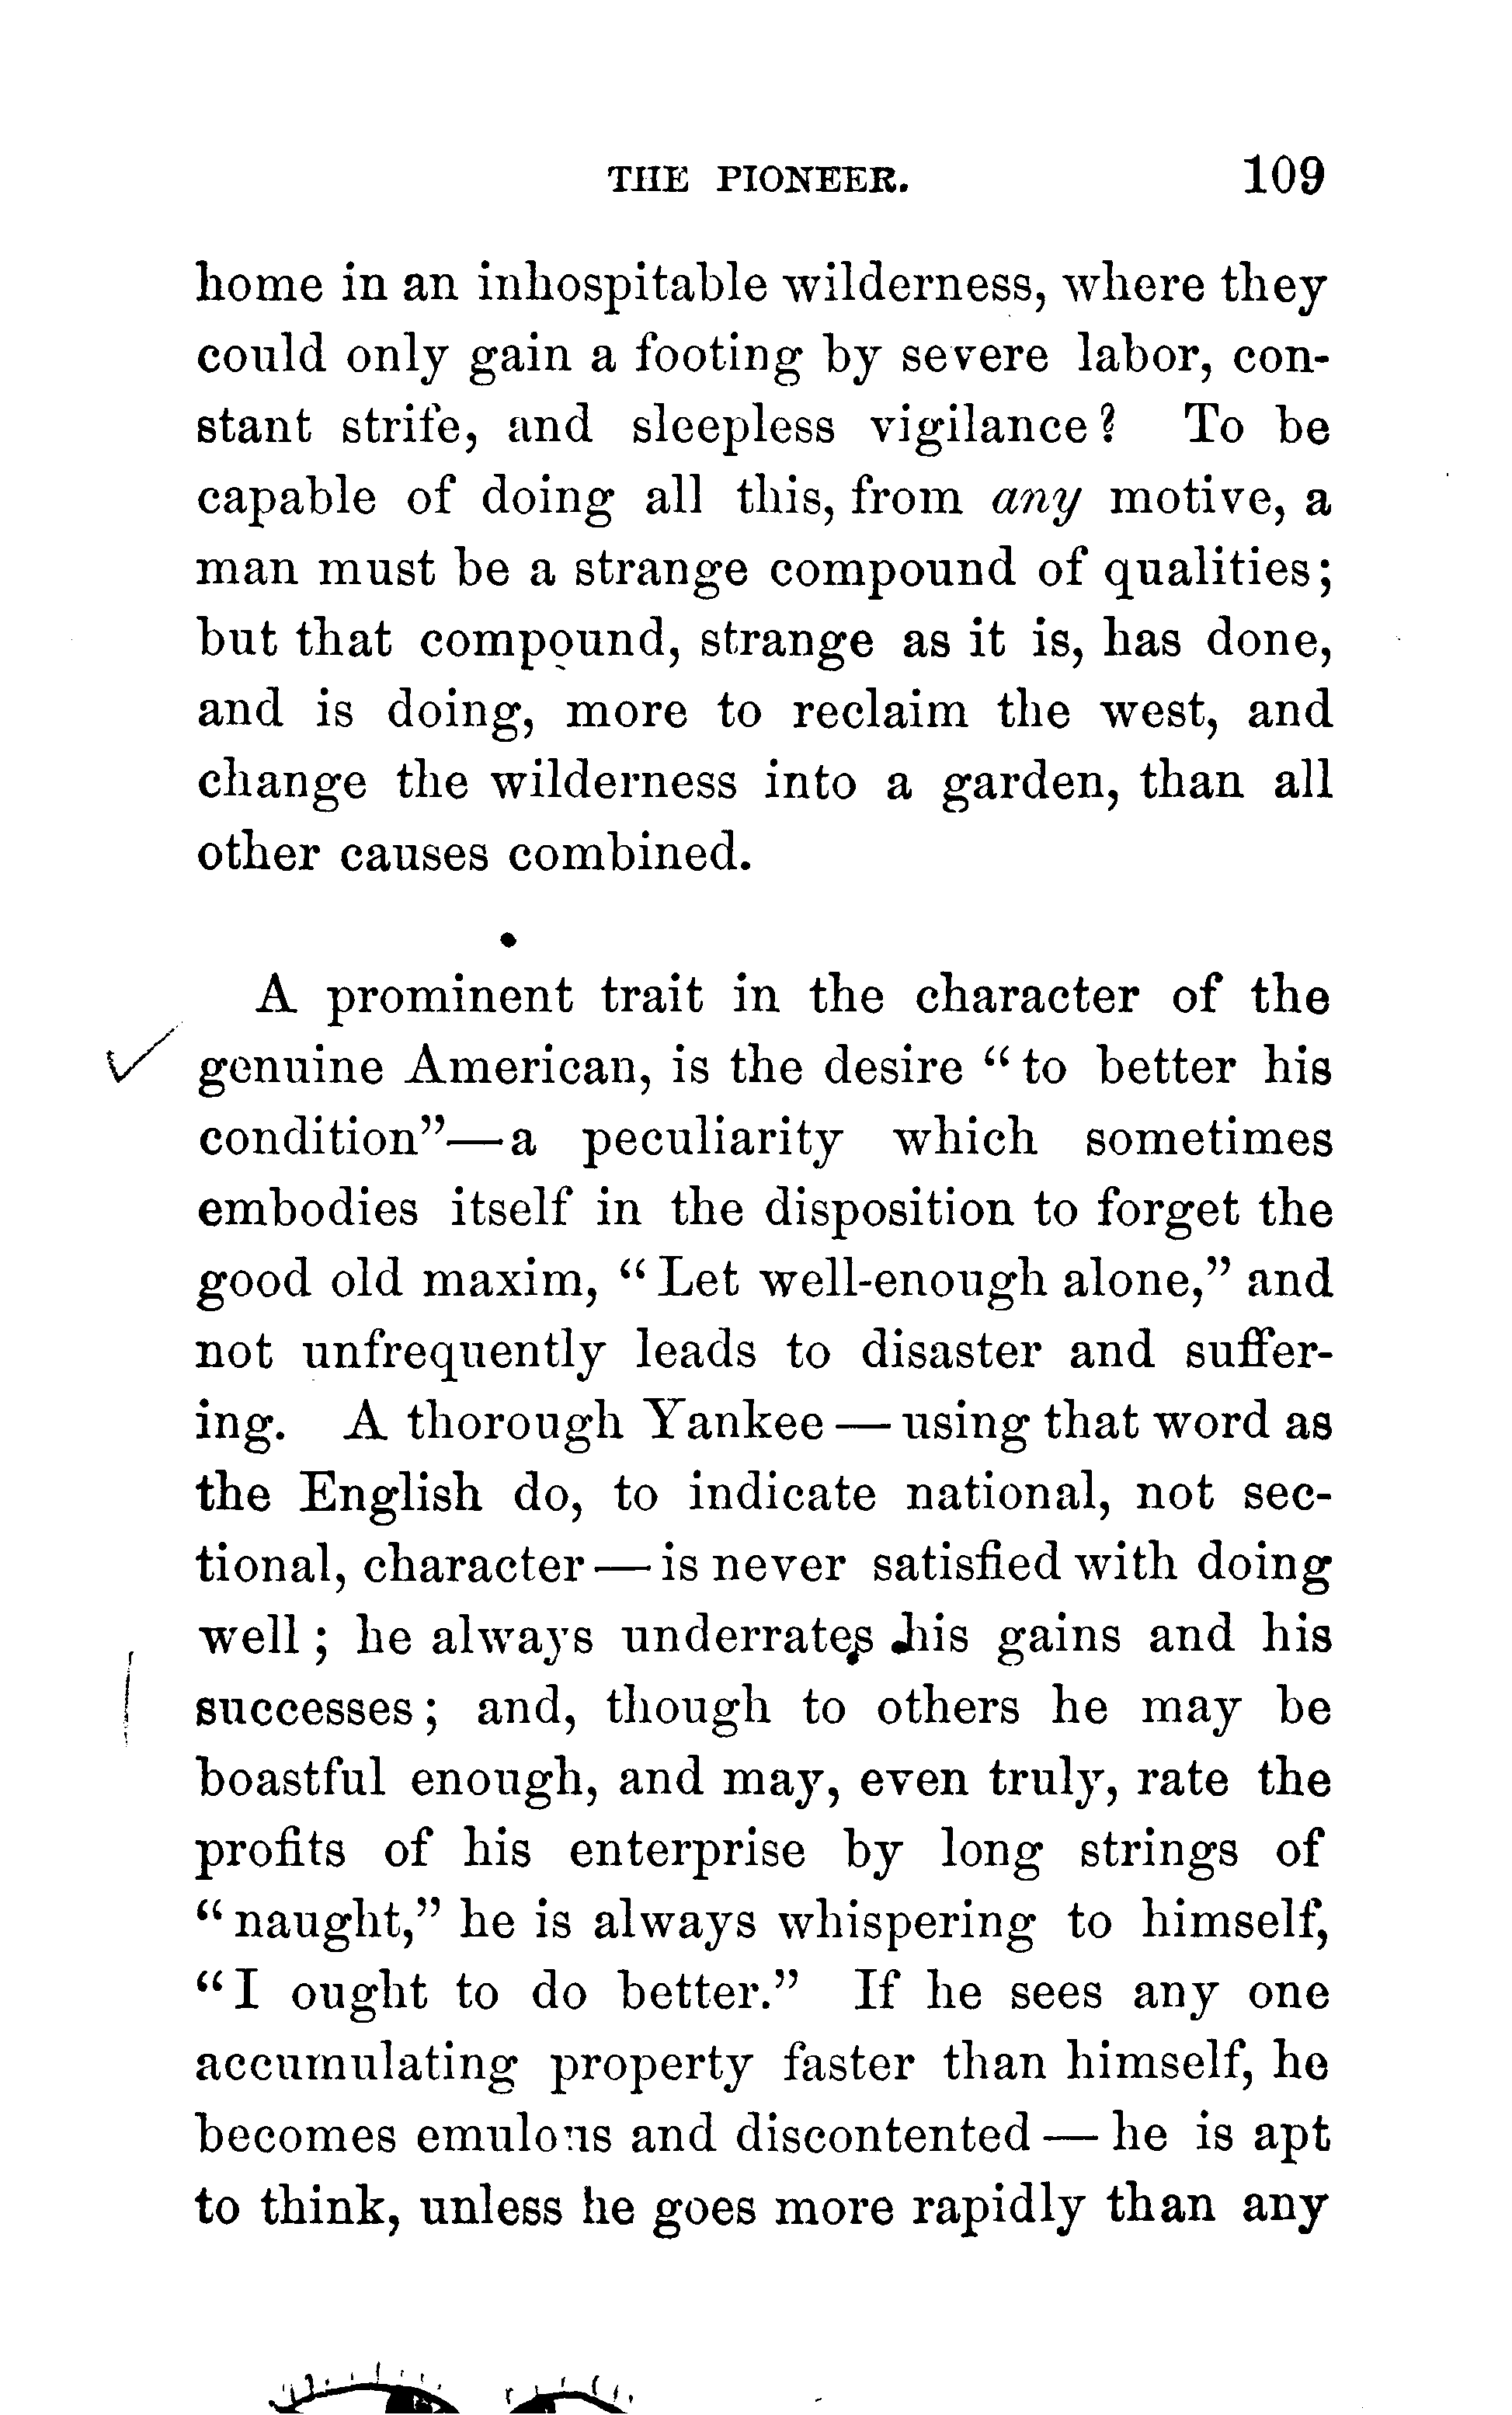 THE PIONEER. 109
home in an inhospitable wilderness, where they
could only gain a footing by severe labor, con-
stant strife, and sleepless vigilance? To be
capable of doing all this, from any motive, a
man must be a strange compound of qualities;
but that compound, strange as it is, has done,
and is doing, more to reclaim the west, and
change the wilderness into a garden, than all
other causes combined.
A prominent trait in the character of the
genuine American, is the desire “to better his
condition”—a peculiarity which sometimes
embodies itself in the disposition to forget the
good old maxim, “Let well-enough alone,” and
not unfrequently leads to disaster and suffer-
ing. A thorough Yankee — using that word as
the English do, to indicate national, not sec-
tional, character — is never satisfied with doing
well; he always underrates his gains and his
successes; and, though to others he may be
boastful enough, and may, even truly, rate the
profits of his enterprise by long strings of
“naught,” he is always whispering to himself,
“I ought to do better.” If he sees any one
accumulating property faster than himself, he
becomes emulous and discontented — he is apt
to think, unless he goes more rapidly than any